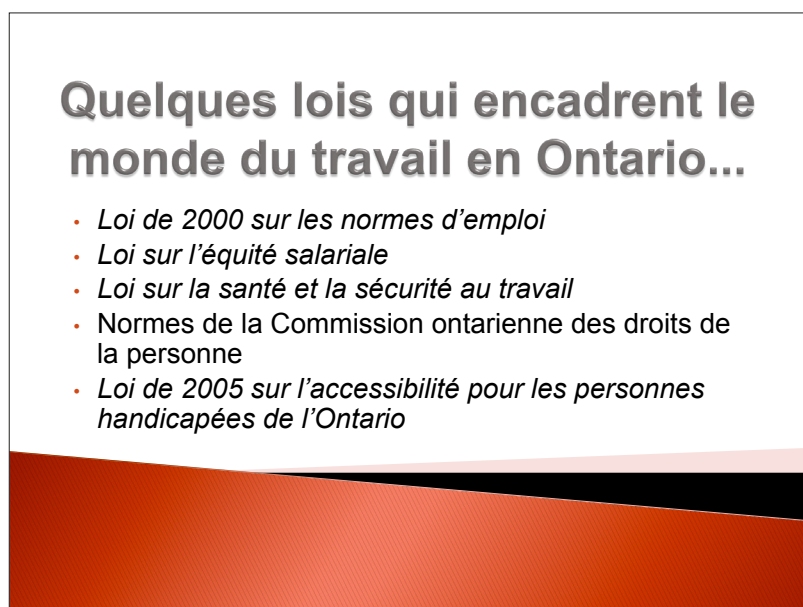 Quelques lois qui encadrent le
monde du travail en Ontario...
• Loi de 2000 sur les normes d’emploi
• Loi sur l’équité salariale
• Loi sur la santé et la sécurité au travail
• Normes de la Commission ontarienne des droits de
la personne
• Loi de 2005 sur l’accessibilité pour les personnes
handicapées de l’Ontario